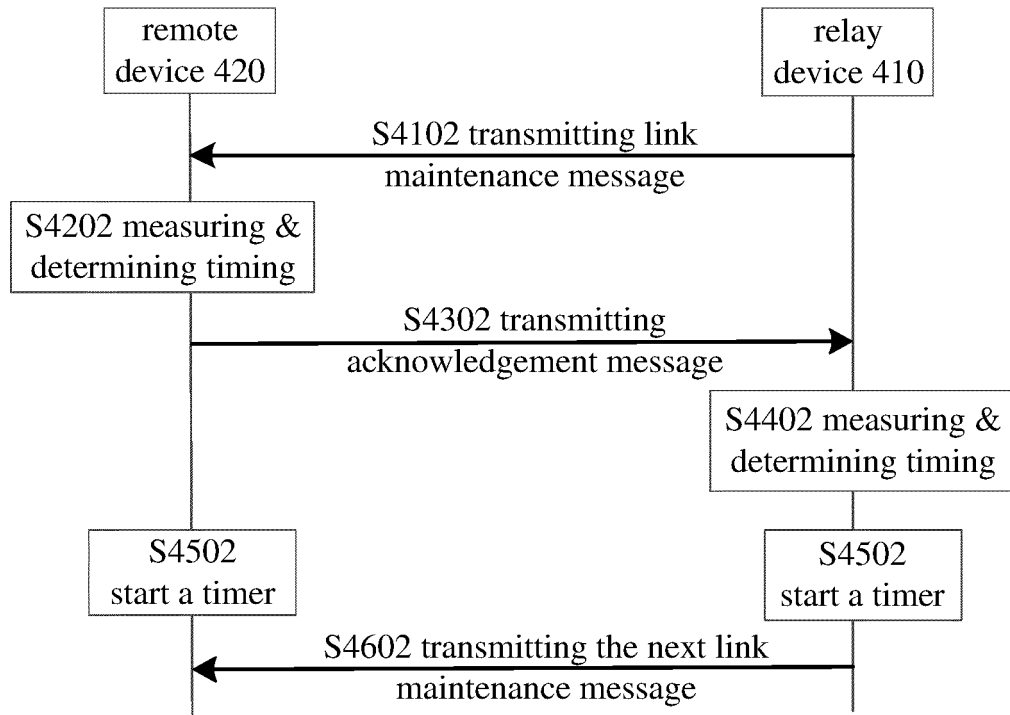 remote
device 420
relay
device 410
S4102 transmitting link
maintenance message
S4202 measuring &
determining timing
S4302 transmitting
acknowledgement message
S4402 measuring &
determining timing
S4502
start a timer
S4502
start a timer
S4602 transmitting the next link
maintenance message